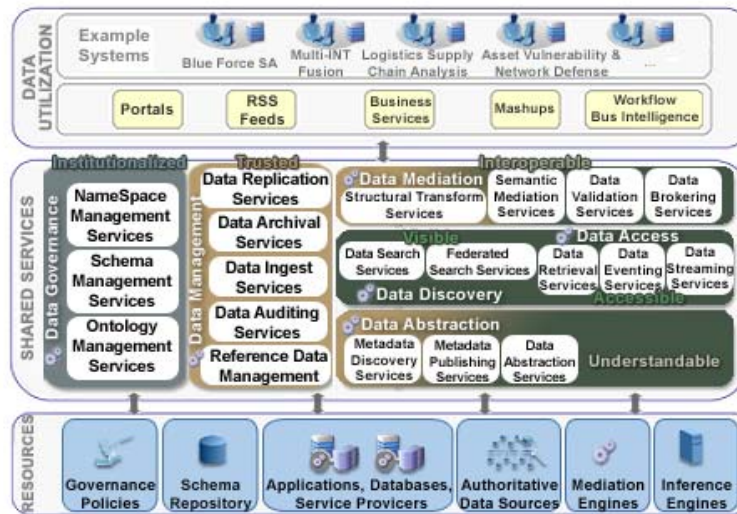 DATA UTILIZATION
Example
Systems
Blue Force SA
Multi-INT
Fusion
Logistics Supply
Chain Analysis
Asset Vulnerability &
Network Defense
...
Portals
RSS
Feeds
Business
Services
Mashups
Workflow
Bus Intelligence
SHARED SERVICES
Institutionalized
Data Governance
NameSpace
Management
Services
Schema
Management
Services
Ontology
Management
Services
Trusted
Data Management
Data Replication
Services
Data Archival
Services
Data Ingest
Services
Data Auditing
Services
Reference Data
Management
Interoperable
Data Mediation
Structural Transform
Services
Semantic
Mediation
Services
Data
Validation
Services
Data
Brokering
Services
Visible
Data Access
Data Search
Services
Federated
Search Services
Data
Retrieval
Services
Data
Eventing
Services
Data
Streaming
Services
Data Discovery
Accessible
Data Abstraction
Metadata
Discovery
Services
Metadata
Publishing
Services
Data
Abstraction
Services
Understandable
RESOURCES
Governance
Policies
Schema
Repository
Applications, Databases,
Service Provicers
Authoritative
Data Sources
Mediation
Engines
Inference
Engines